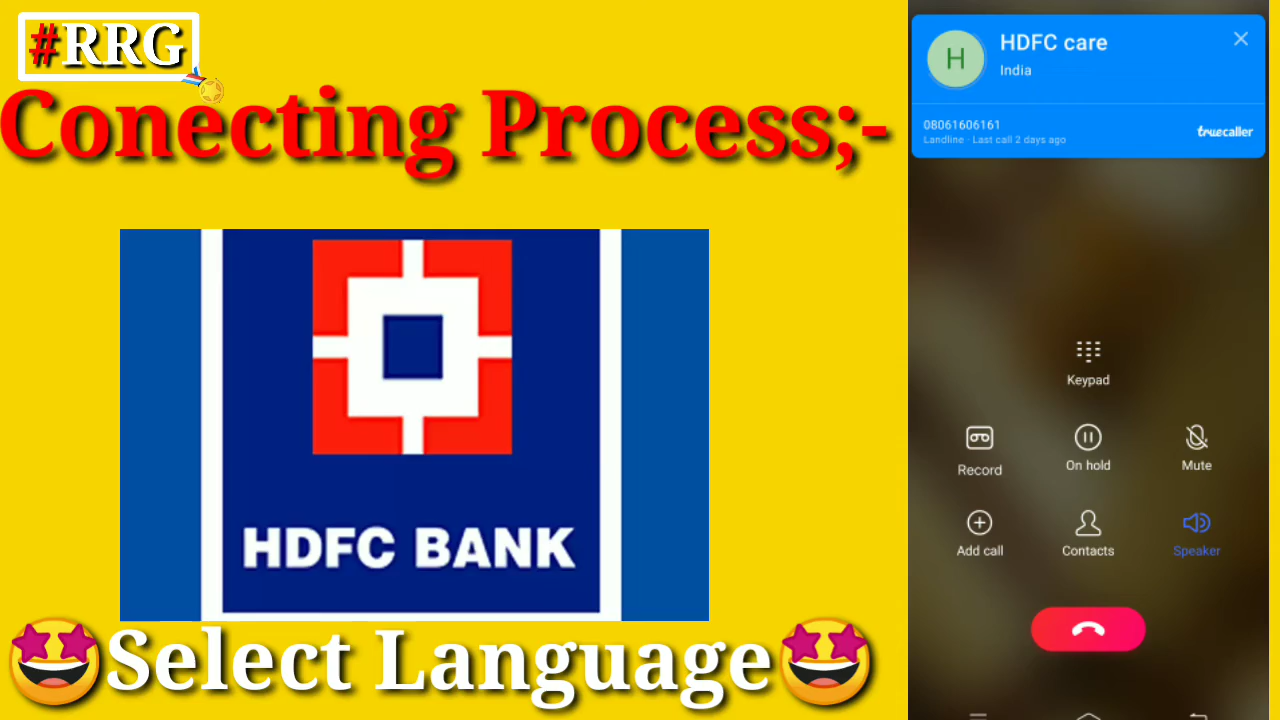 #RRG
Conecting Process;-
HDFC BANK
Select Language
H
HDFC care
India
08061606161
Landline · Last call 2 days ago
truecaller
Keypad
Record
On hold
Mute
Add call
Contacts
Speaker